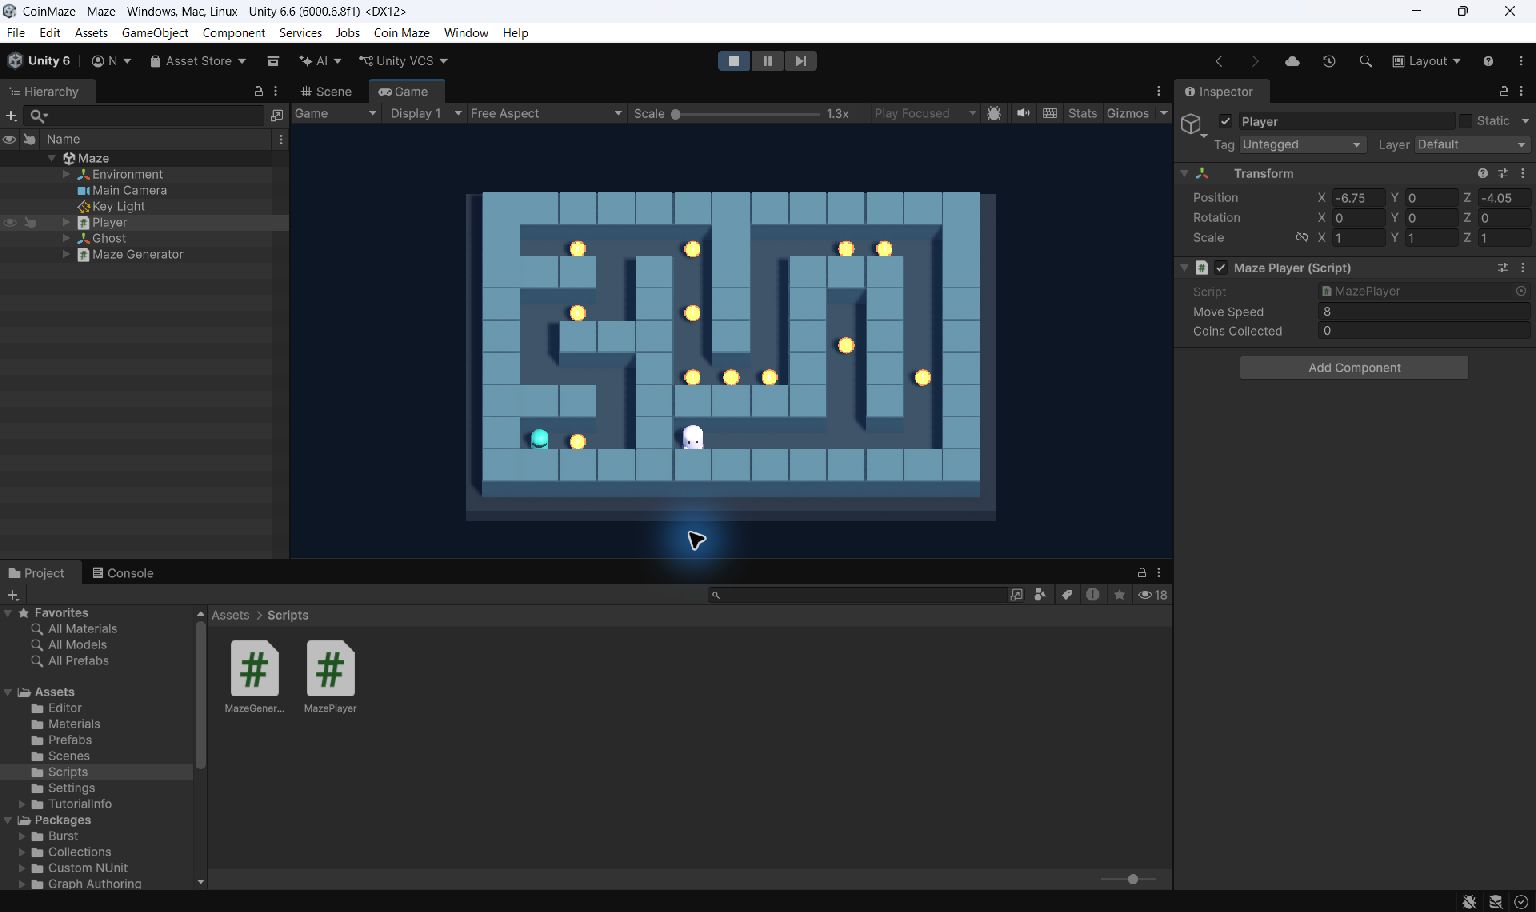 CoinMaze - Maze - Windows, Mac, Linux - Unity 6.6 (6000.6.8f1) <DX12>
File Edit Assets GameObject Component Services Jobs Coin Maze Window Help
Unity 6 N Asset Store AI Unity VCS Layout
Hierarchy
Name
Maze
Environment
Main Camera
Key Light
Player
Ghost
Maze Generator
Scene Game
Game Display 1 Free Aspect Scale 1.3x Play Focused Stats Gizmos
Inspector
Player Static
Tag Untagged Layer Default
Transform
Position X -6.75 Y 0 Z -4.05
Rotation X 0 Y 0 Z 0
Scale X 1 Y 1 Z 1
Maze Player (Script)
Script MazePlayer
Move Speed 8
Coins Collected 0
Add Component
Project Console
18
Favorites
All Materials
All Models
All Prefabs
Assets
Editor
Materials
Prefabs
Scenes
Scripts
Settings
TutorialInfo
Packages
Burst
Collections
Custom NUnit
Graph Authoring
Assets > Scripts
MazeGener... MazePlayer